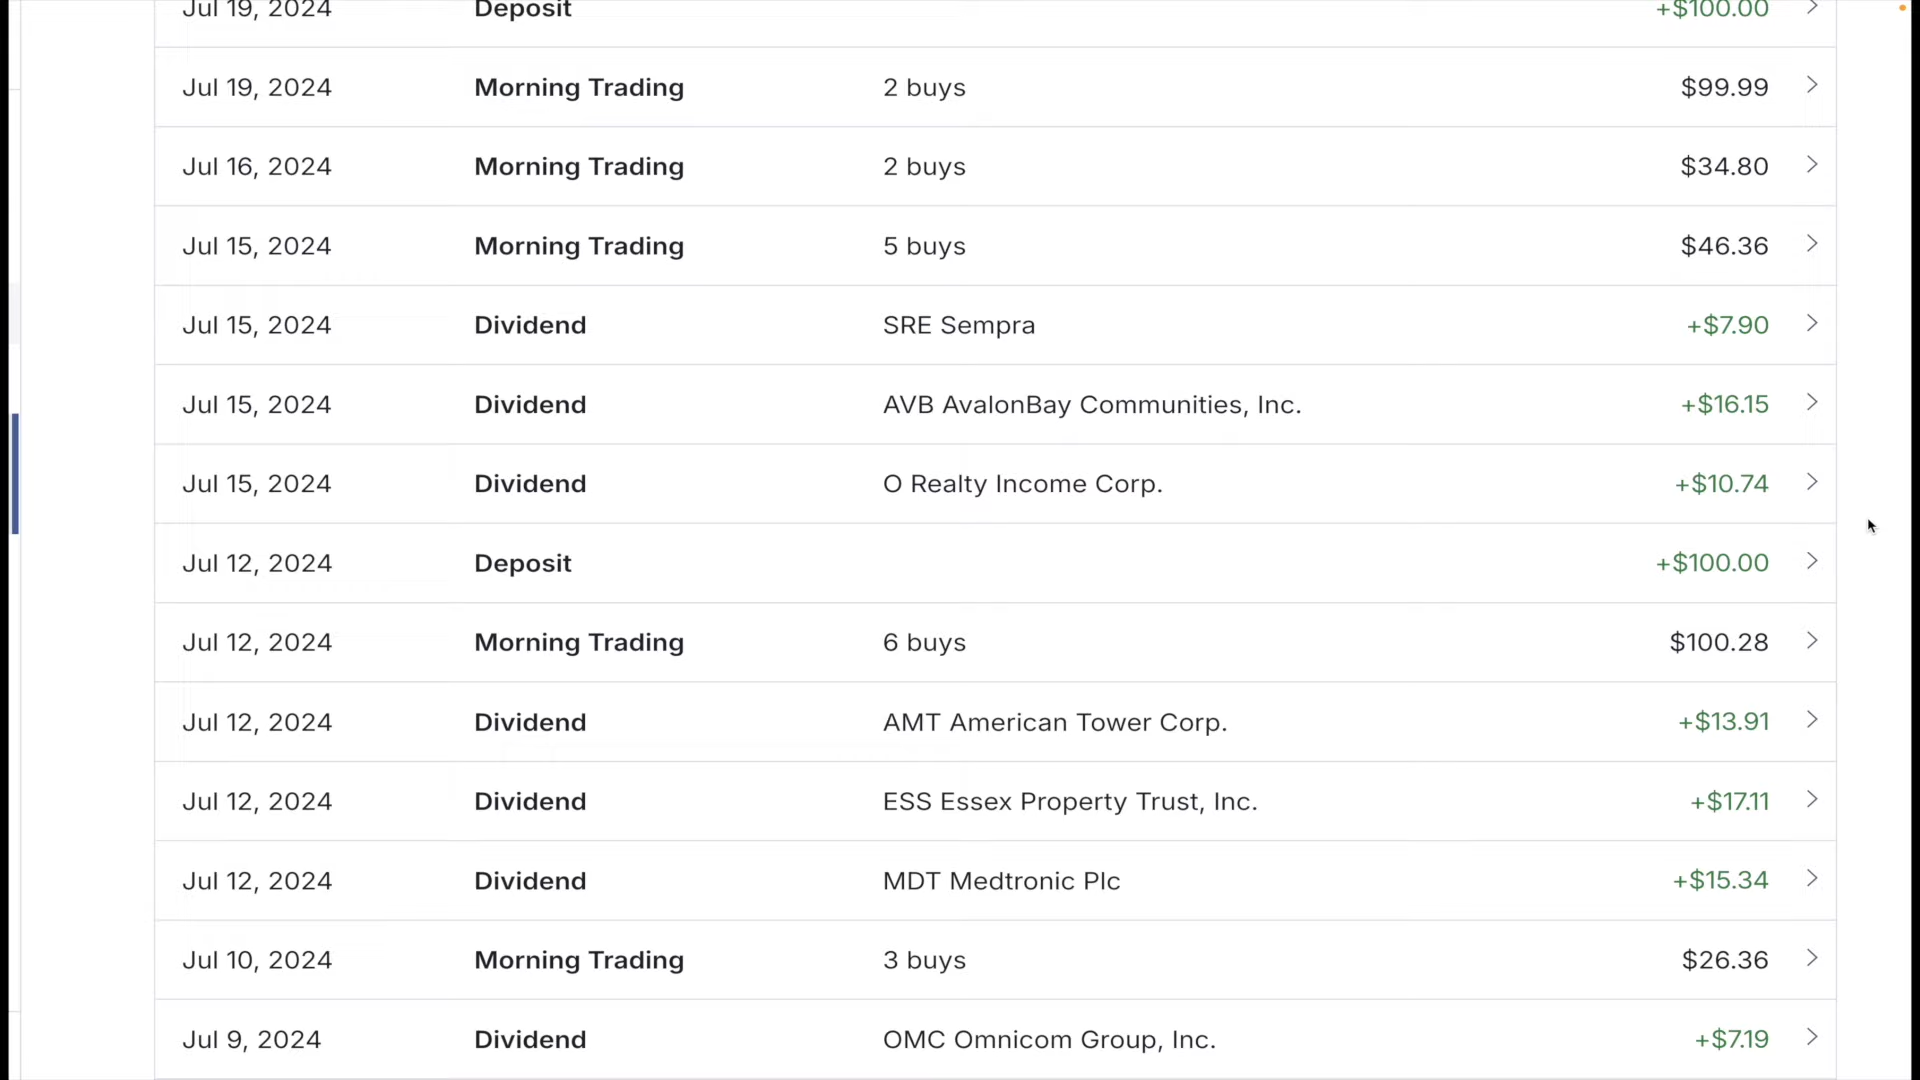 Jul 19, 2024 Deposit +$100.00
Jul 19, 2024 Morning Trading 2 buys $99.99
Jul 16, 2024 Morning Trading 2 buys $34.80
Jul 15, 2024 Morning Trading 5 buys $46.36
Jul 15, 2024 Dividend SRE Sempra +$7.90
Jul 15, 2024 Dividend AVB AvalonBay Communities, Inc. +$16.15
Jul 15, 2024 Dividend O Realty Income Corp. +$10.74
Jul 12, 2024 Deposit +$100.00
Jul 12, 2024 Morning Trading 6 buys $100.28
Jul 12, 2024 Dividend AMT American Tower Corp. +$13.91
Jul 12, 2024 Dividend ESS Essex Property Trust, Inc. +$17.11
Jul 12, 2024 Dividend MDT Medtronic Plc +$15.34
Jul 10, 2024 Morning Trading 3 buys $26.36
Jul 9, 2024 Dividend OMC Omnicom Group, Inc. +$7.19